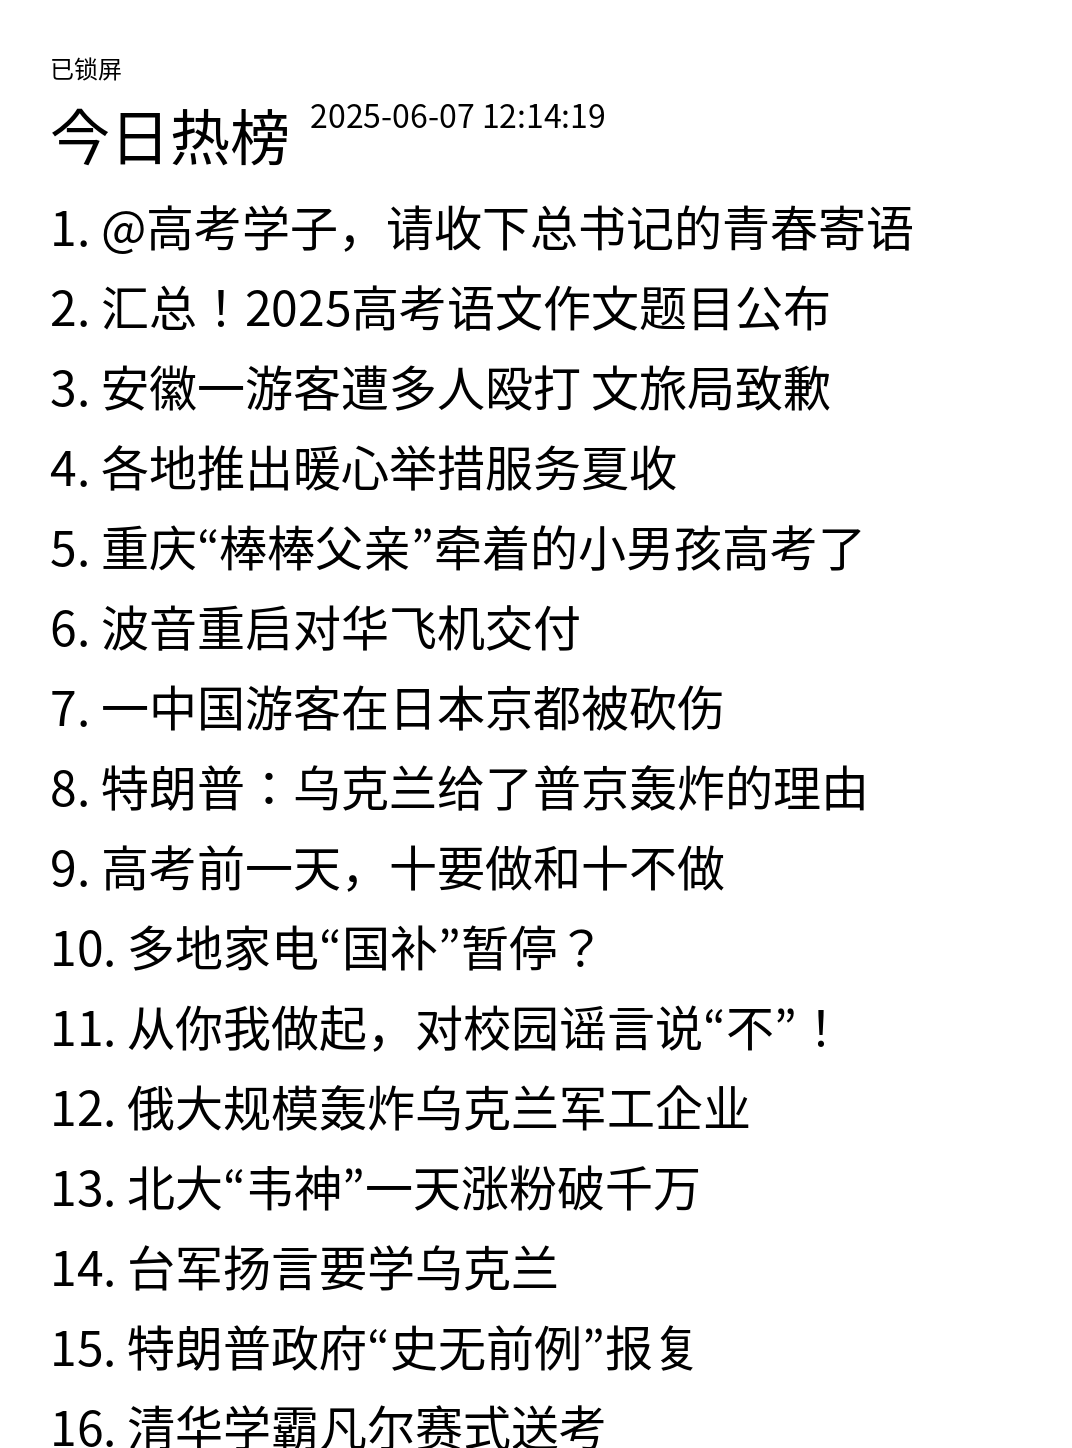 已锁屏
今日热榜 2025-06-07 12:14:19
1. @高考学子，请收下总书记的青春寄语
2. 汇总！2025高考语文作文题目公布
3. 安徽一游客遭多人殴打 文旅局致歉
4. 各地推出暖心举措服务夏收
5. 重庆“棒棒父亲”牵着的小男孩高考了
6. 波音重启对华飞机交付
7. 一中国游客在日本京都被砍伤
8. 特朗普：乌克兰给了普京轰炸的理由
9. 高考前一天，十要做和十不做
10. 多地家电“国补”暂停？
11. 从你我做起，对校园谣言说“不”！
12. 俄大规模轰炸乌克兰军工企业
13. 北大“韦神”一天涨粉破千万
14. 台军扬言要学乌克兰
15. 特朗普政府“史无前例”报复
16. 清华学霸凡尔赛式送考